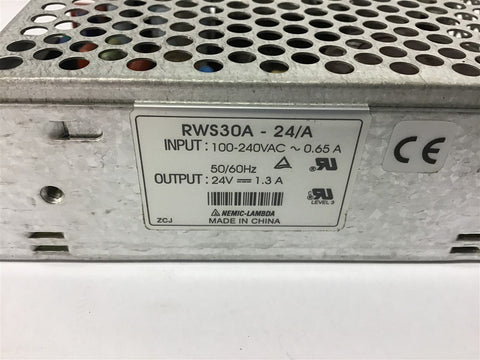 RWS30A - 24/A
INPUT: 100-240VAC ~ 0.65 A
50/60Hz
OUTPUT: 24V ⎓ 1.3 A
LEVEL 3
NEMIC-LAMBDA
ZCJ MADE IN CHINA
CE